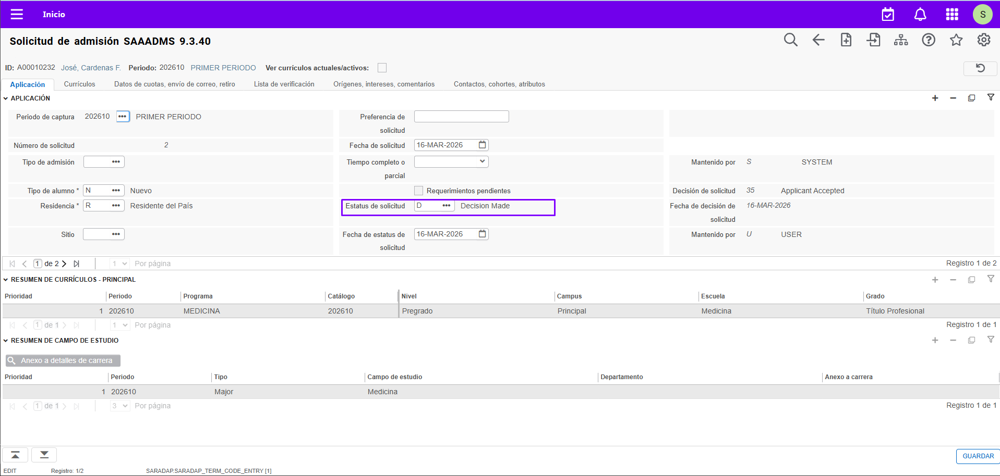 Inicio
S
Solicitud de admisión SAAADMS 9.3.40
ID: A00010232 José, Cardenas F. Periodo: 202610 PRIMER PERIODO Ver currículos actuales/activos:
Aplicación Currículos Datos de cuotas, envío de correo, retiro Lista de verificación Orígenes, intereses, comentarios Contactos, cohortes, atributos
APLICACIÓN
Periodo de captura 202610 ••• PRIMER PERIODO Preferencia de
solicitud
Número de solicitud 2 Fecha de solicitud 16-MAR-2026
Tipo de admisión ••• Tiempo completo o Mantenido por S SYSTEM
parcial
Tipo de alumno * N ••• Nuevo Requerimientos pendientes Decisión de solicitud 35 Applicant Accepted
Residencia * R ••• Residente del País Estatus de solicitud D ••• Decision Made Fecha de decisión de 16-MAR-2026
solicitud
Sitio ••• Fecha de estatus de 16-MAR-2026 Mantenido por U USER
solicitud
1 de 2 1 Por página Registro 1 de 2
RESUMEN DE CURRÍCULOS - PRINCIPAL
Prioridad Periodo Programa Catálogo Nivel Campus Escuela Grado
1 202610 MEDICINA 202610 Pregrado Principal Medicina Título Profesional
1 de 1 1 Por página Registro 1 de 1
RESUMEN DE CAMPO DE ESTUDIO
Anexo a detalles de carrera
Prioridad Periodo Tipo Campo de estudio Departamento Anexo a carrera
1 202610 Major Medicina
1 de 1 3 Por página Registro 1 de 1
GUARDAR
EDIT Registro: 1/2 SARADAP.SARADAP_TERM_CODE_ENTRY [1]